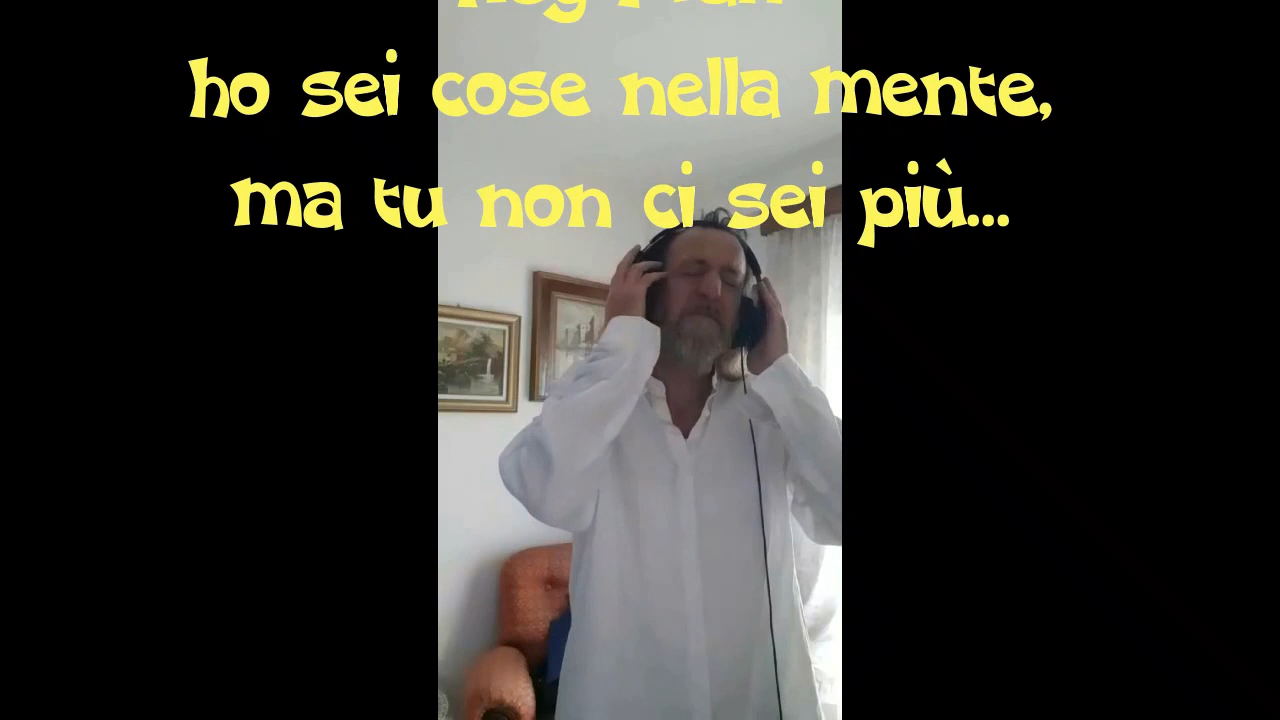 ho sei cose nella mente,
ma tu non ci sei più...